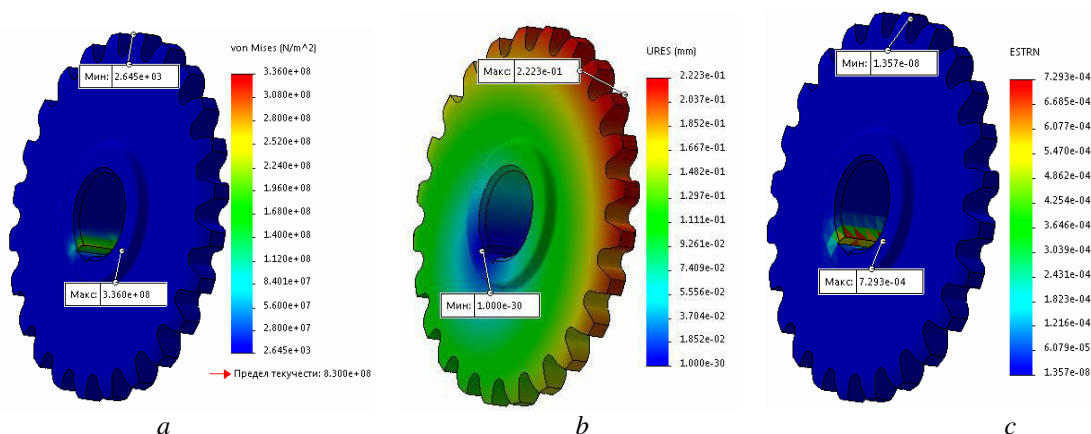 von Mises (N/m^2)
Мин: 2.645e+03
3.360e+08
3.080e+08
2.800e+08
2.520e+08
2.240e+08
1.960e+08
1.680e+08
1.400e+08
1.120e+08
8.401e+07
5.600e+07
2.800e+07
2.645e+03
Макс: 3.360e+08
Предел текучести: 8.300e+08
a
URES (mm)
Макс: 2.223e-01
2.223e-01
2.037e-01
1.852e-01
1.667e-01
1.482e-01
1.297e-01
1.111e-01
9.261e-02
7.409e-02
5.556e-02
3.704e-02
1.852e-02
1.000e-30
Мин: 1.000e-30
b
ESTRN
Мин: 1.357e-08
7.293e-04
6.685e-04
6.077e-04
5.470e-04
4.862e-04
4.254e-04
3.646e-04
3.039e-04
2.431e-04
1.823e-04
1.216e-04
6.079e-05
1.357e-08
Макс: 7.293e-04
c